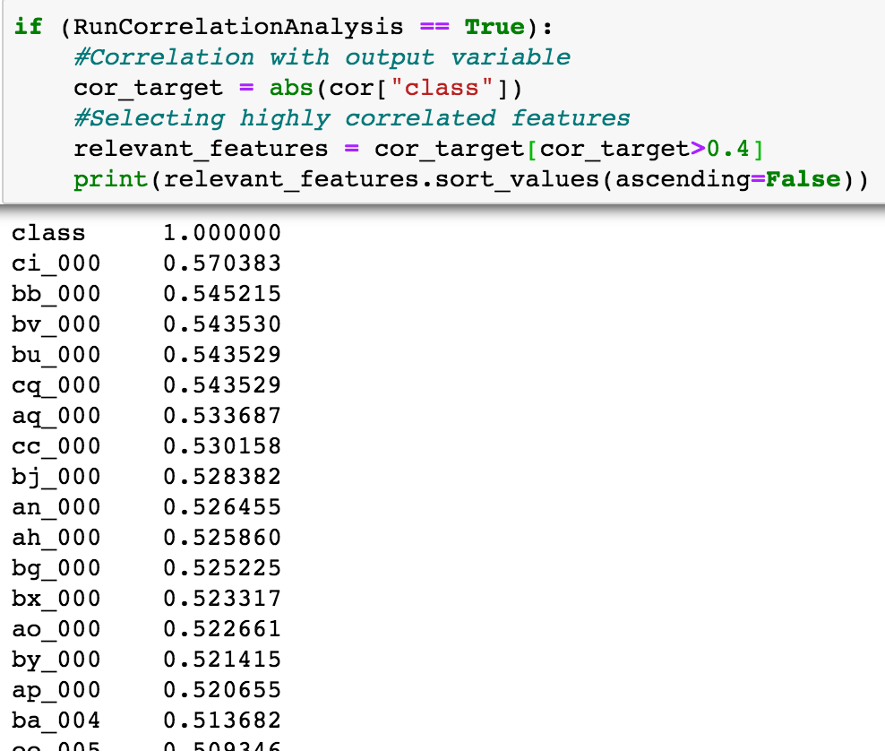 if (RunCorrelationAnalysis == True):
    #Correlation with output variable
    cor_target = abs(cor["class"])
    #Selecting highly correlated features
    relevant_features = cor_target[cor_target>0.4]
    print(relevant_features.sort_values(ascending=False))
class     1.000000
ci_000    0.570383
bb_000    0.545215
bv_000    0.543530
bu_000    0.543529
cq_000    0.543529
aq_000    0.533687
cc_000    0.530158
bj_000    0.528382
an_000    0.526455
ah_000    0.525860
bg_000    0.525225
bx_000    0.523317
ao_000    0.522661
by_000    0.521415
ap_000    0.520655
ba_004    0.513682
0.509346